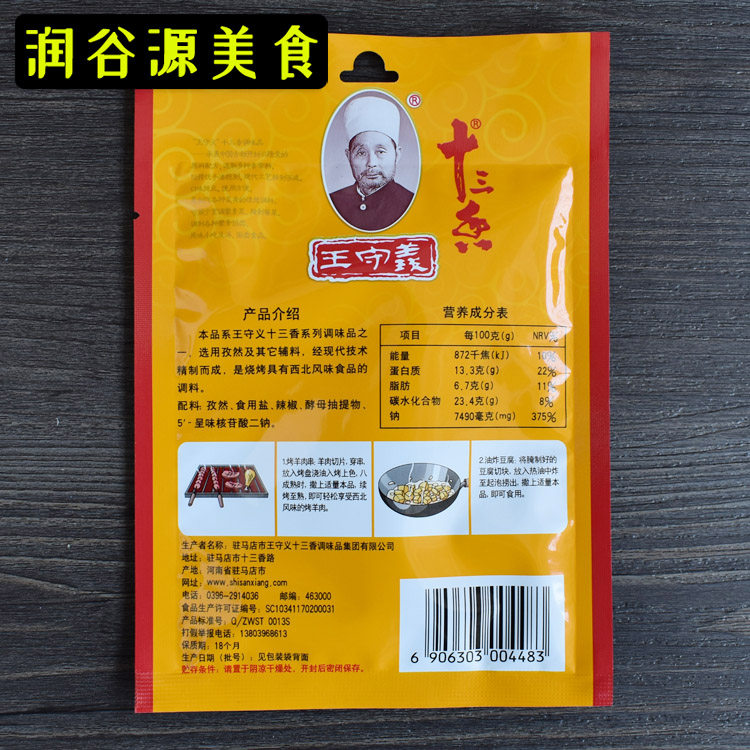 润谷源美食
®
十三香
®
王守義
产品介绍
本品系王守义十三香系列调味品之
一，选用孜然及其它辅料，经现代技术
精制而成，是烧烤具有西北风味食品的
调料。
配料：孜然、食用盐、辣椒、酵母抽提物、
5'-呈味核苷酸二钠。
营养成分表
项目 每100克(g) NRV%
能量 872千焦(kJ) 10%
蛋白质 13.3克(g) 22%
脂肪 6.7克(g) 11%
碳水化合物 23.4克(g) 8%
钠 7490毫克(mg) 375%
1.烤羊肉串：羊肉切片，穿串，
放入烤盘浇油入烤上色，八
成熟时，撒上适量本品，续
烤至熟，即可轻松享受西北
风味的烤羊肉。
2.油炸豆腐：将腌制好的
豆腐切块，放入热油中炸
至起泡捞出，撒上适量本
品，即可食用。
生产者名称：驻马店市王守义十三香调味品集团有限公司
地址：驻马店市十三香路
产地：河南省驻马店市
网址：www.shisanxiang.com
电话：0396-2914036 邮编：463000
食品生产许可证编号：SC10341170200031
产品标准号：Q/ZWST 0013S
打假举报电话：13803968613
保质期：18个月
生产日期（批号）：见包装袋背面
贮存条件：请置于阴凉干燥处、开封后密闭保存。
6 906303 004483